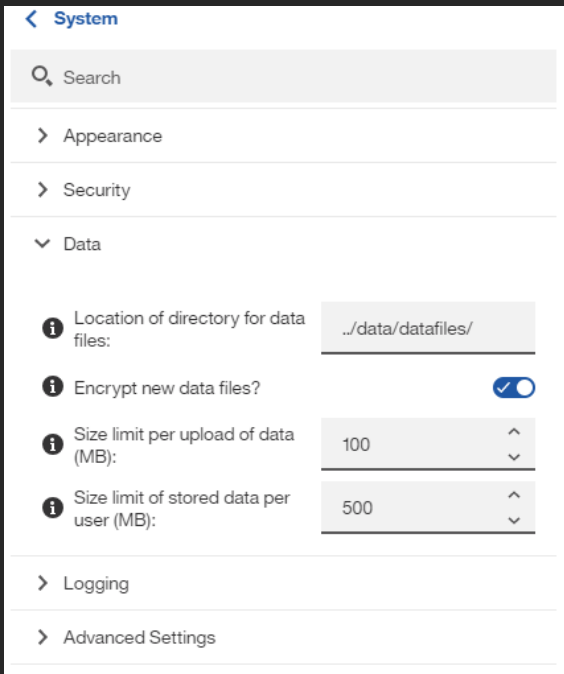 System
Search
Appearance
Security
Data
Location of directory for data
files:
../data/datafiles/
Encrypt new data files?
Size limit per upload of data
(MB):
100
Size limit of stored data per
user (MB):
500
Logging
Advanced Settings